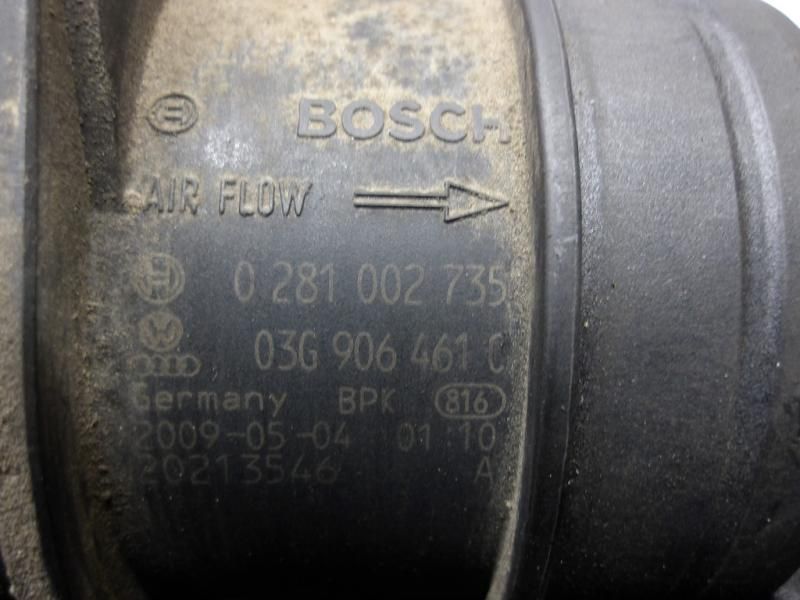 BOSCH
AIR FLOW
0 281 002 735
03G 906 461 C
Germany BPK 816
2009-05-04 01:10
20213546 A